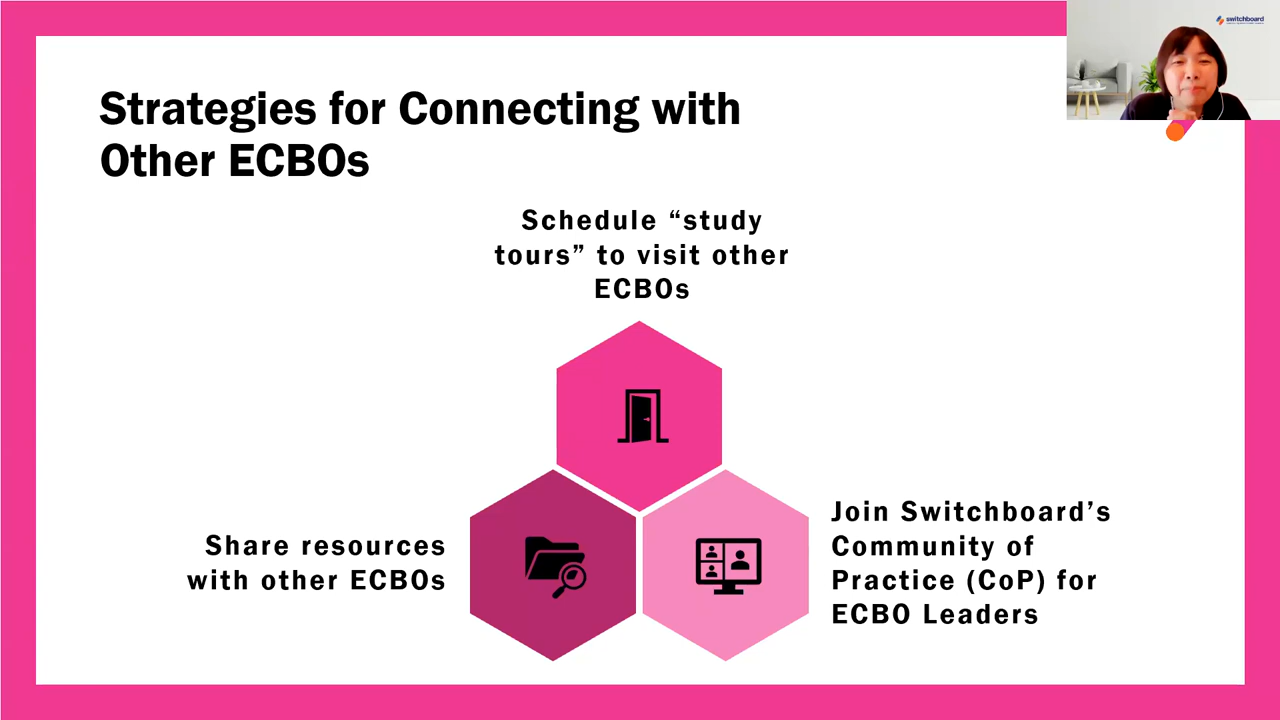 switchboard
Strategies for Connecting with
Other ECBOs
Schedule “study
tours” to visit other
ECBOs
Share resources
with other ECBOs
Join Switchboard’s
Community of
Practice (CoP) for
ECBO Leaders